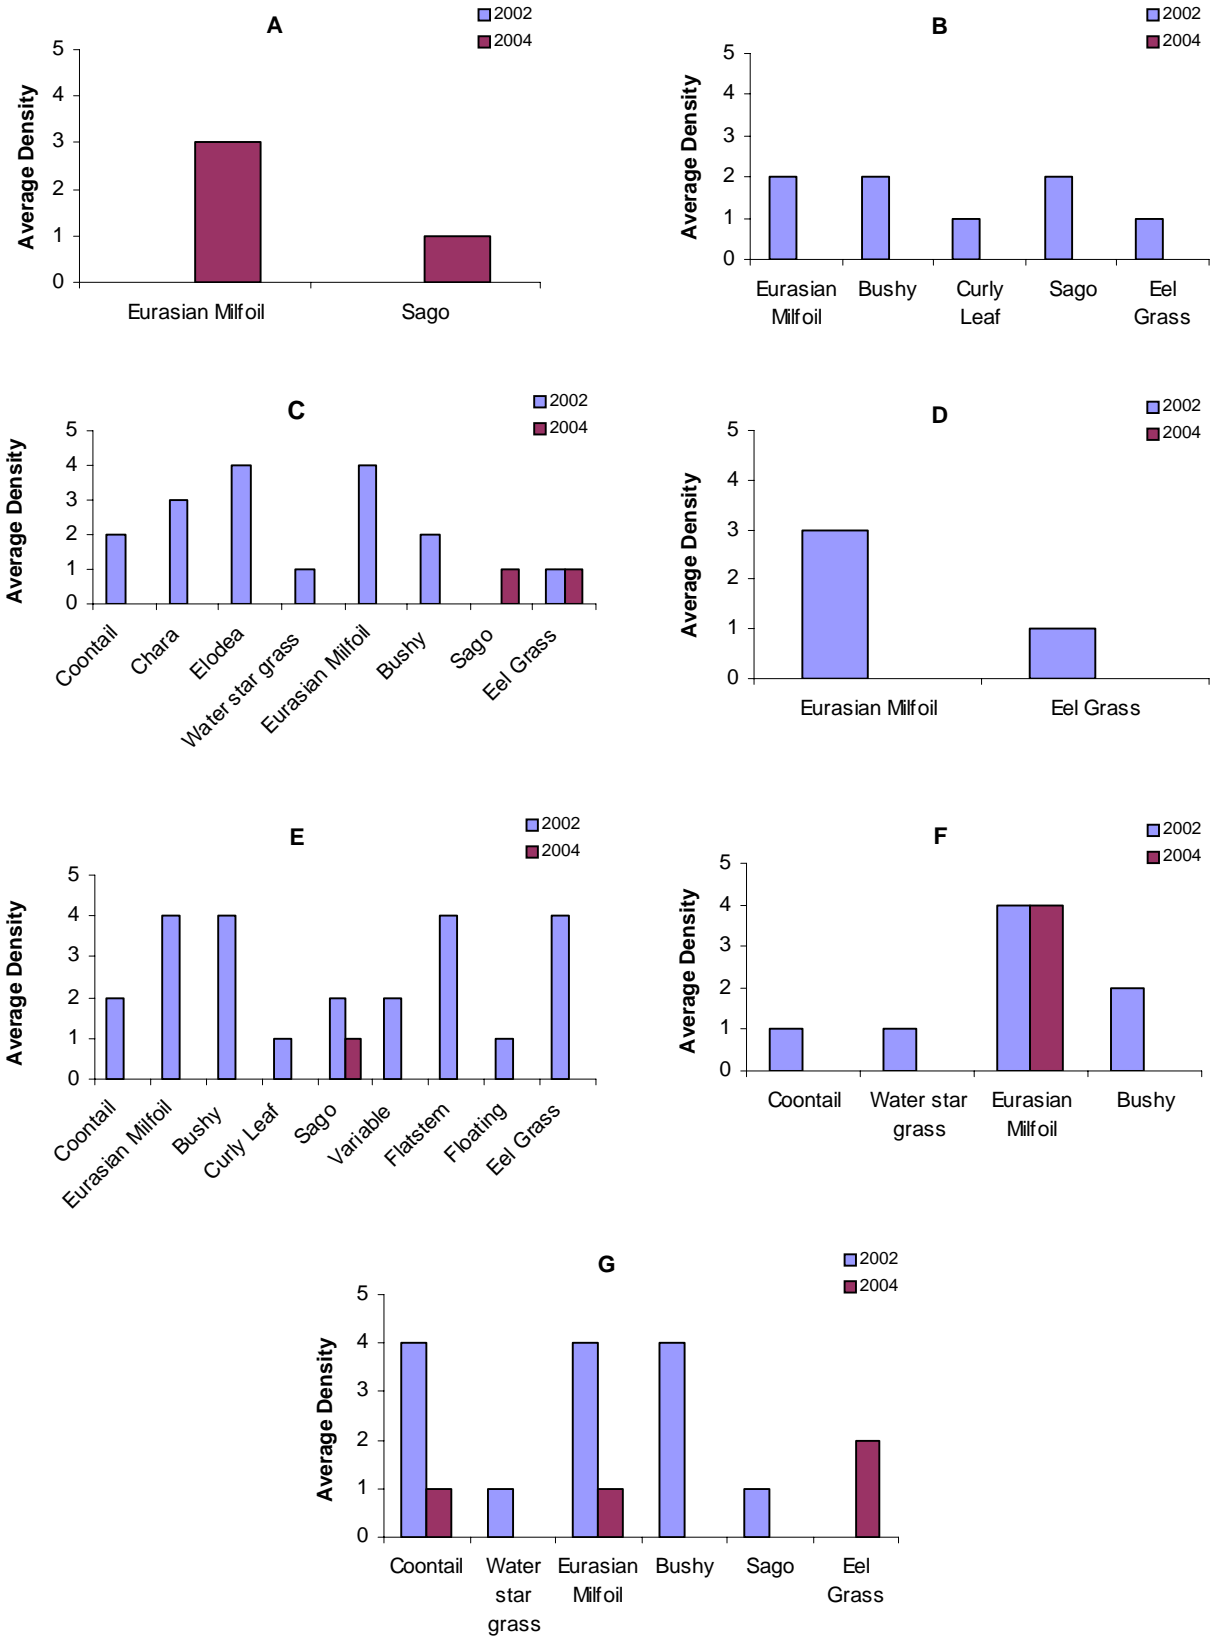 A
2002
2004
Average Density
5
4
3
2
1
0
Eurasian Milfoil
Sago
B
2002
2004
Average Density
5
4
3
2
1
0
Eurasian
Milfoil
Bushy
Curly
Leaf
Sago
Eel
Grass
C
2002
2004
Average Density
5
4
3
2
1
0
Coontail
Chara
Elodea
Water star grass
Eurasian Milfoil
Bushy
Sago
Eel Grass
D
2002
2004
Average Density
5
4
3
2
1
0
Eurasian Milfoil
Eel Grass
E
2002
2004
Average Density
5
4
3
2
1
0
Coontail
Eurasian Milfoil
Bushy
Curly Leaf
Sago
Variable
Flatstem
Floating
Eel Grass
F
2002
2004
Average Density
5
4
3
2
1
0
Coontail
Water star
grass
Eurasian
Milfoil
Bushy
G
2002
2004
Average Density
5
4
3
2
1
0
Coontail
Water
star
grass
Eurasian
Milfoil
Bushy
Sago
Eel
Grass